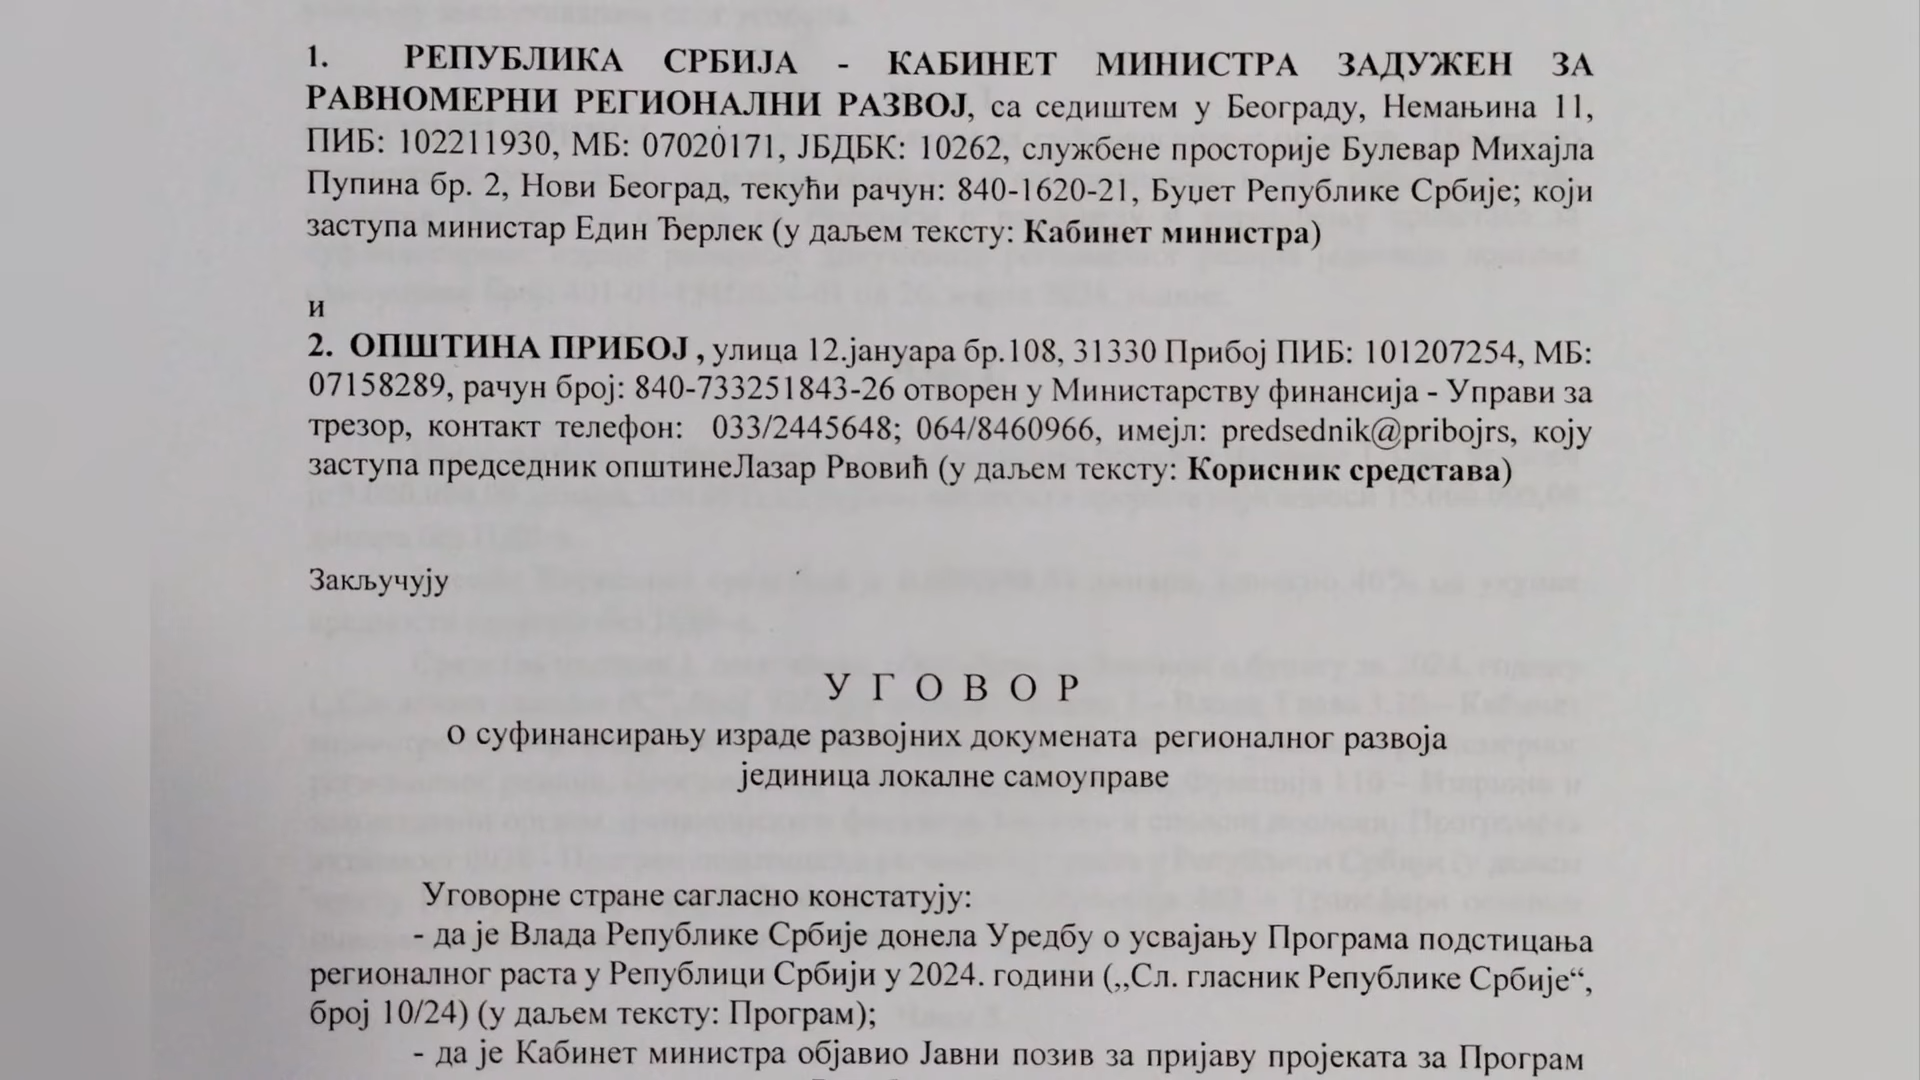 1. РЕПУБЛИКА СРБИЈА - КАБИНЕТ МИНИСТРА ЗАДУЖЕН ЗА
РАВНОМЕРНИ РЕГИОНАЛНИ РАЗВОЈ, са седиштем у Београду, Немањина 11,
ПИБ: 102211930, МБ: 07020171, ЈБДБК: 10262, службене просторије Булевар Михајла
Пупина бр. 2, Нови Београд, текући рачун: 840-1620-21, Буџет Републике Србије; који
заступа министар Един Ђерлек (у даљем тексту: Кабинет министра)
и
2. ОПШТИНА ПРИБОЈ , улица 12.јануара бр.108, 31330 Прибој ПИБ: 101207254, МБ:
07158289, рачун број: 840-733251843-26 отворен у Министарству финансија - Управи за
трезор, контакт телефон: 033/2445648; 064/8460966, имејл: predsednik@pribojrs, коју
заступа председник општинеЛазар Рвовић (у даљем тексту: Корисник средстава)
Закључују
У Г О В О Р
о суфинансирању израде развојних докумената регионалног развоја
јединица локалне самоуправе
Уговорне стране сагласно констатују:
- да је Влада Републике Србије донела Уредбу о усвајању Програма подстицања
регионалног раста у Републици Србији у 2024. години („Сл. гласник Републике Србије“,
број 10/24) (у даљем тексту: Програм);
- да је Кабинет министра објавио Јавни позив за пријаву пројеката за Програм